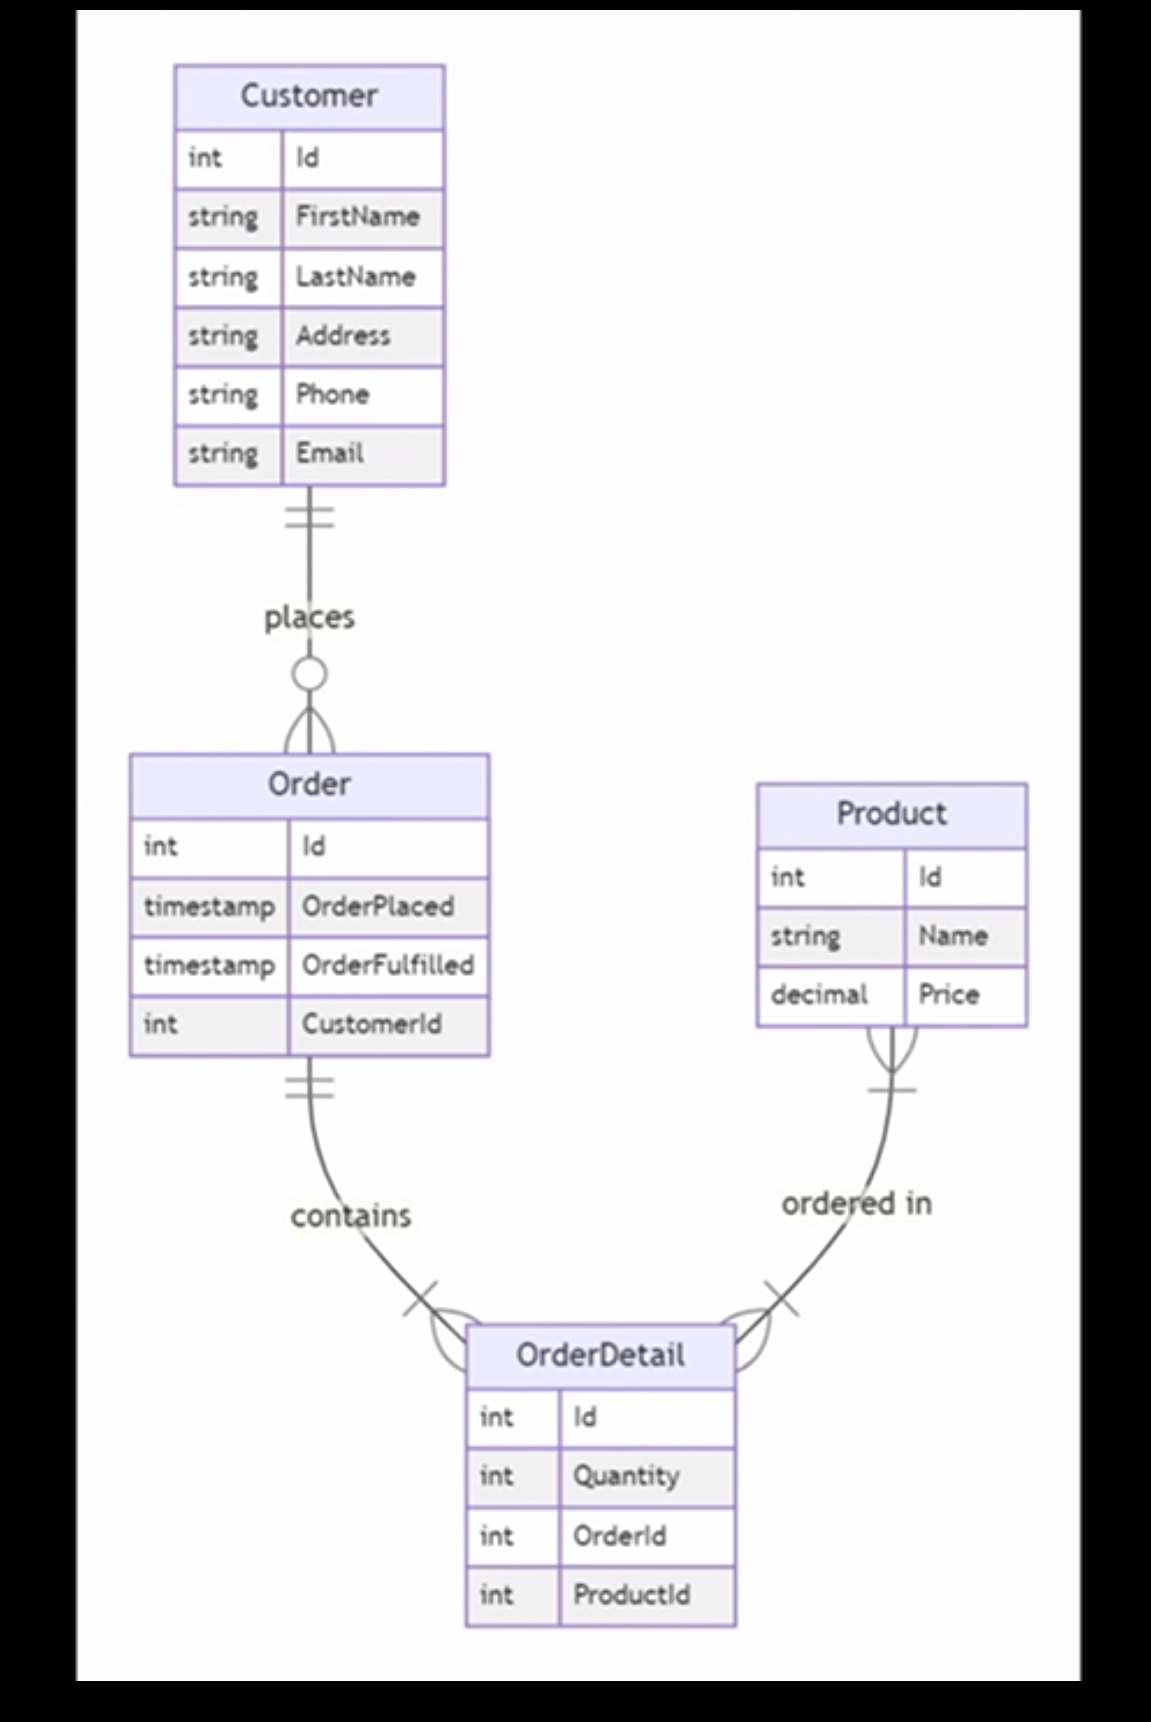 Customer
int Id
string FirstName
string LastName
string Address
string Phone
string Email
places
Order
int Id
timestamp OrderPlaced
timestamp OrderFulfilled
int CustomerId
Product
int Id
string Name
decimal Price
contains
ordered in
OrderDetail
int Id
int Quantity
int OrderId
int ProductId